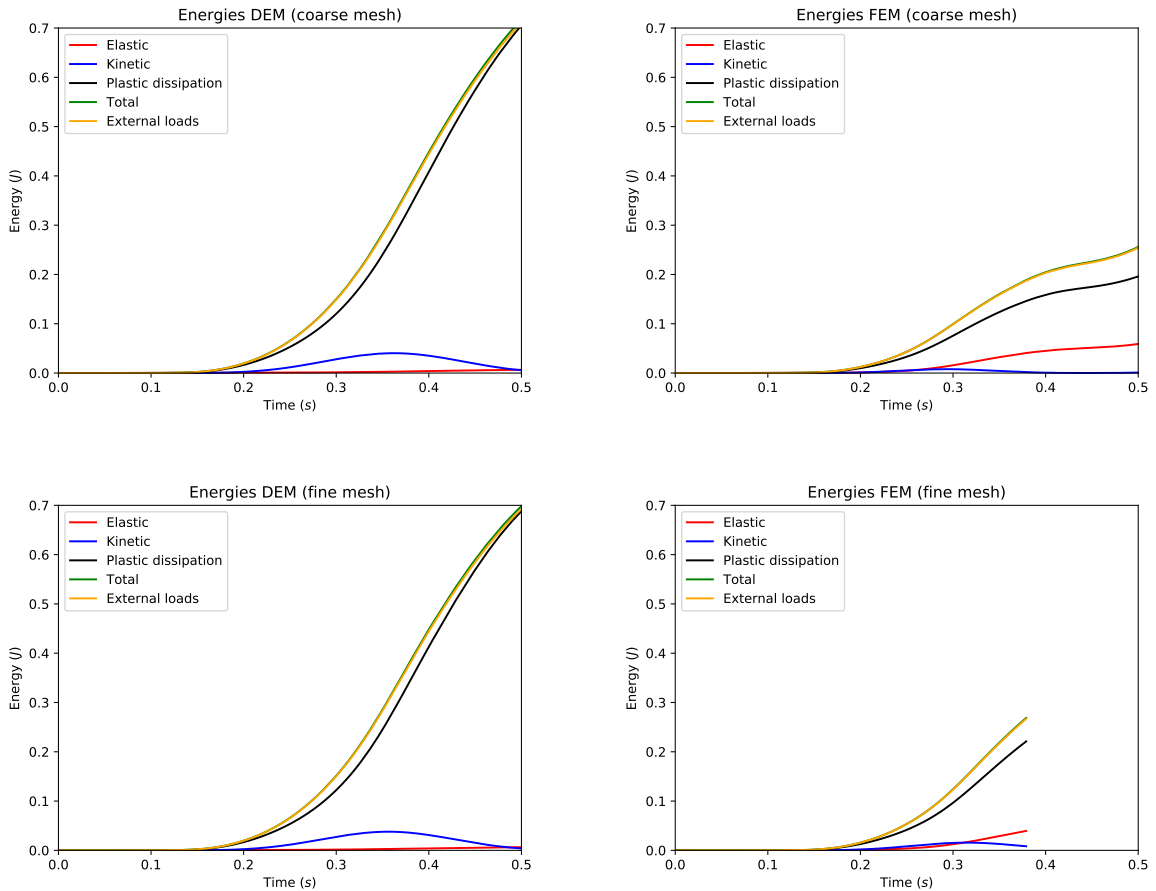 Energies DEM (coarse mesh)
Energy (J)
0.7
0.6
0.5
0.4
0.3
0.2
0.1
0.0
Elastic
Kinetic
Plastic dissipation
Total
External loads
0.0 0.1 0.2 0.3 0.4 0.5
Time (s)
Energies FEM (coarse mesh)
Energy (J)
0.7
0.6
0.5
0.4
0.3
0.2
0.1
0.0
Elastic
Kinetic
Plastic dissipation
Total
External loads
0.0 0.1 0.2 0.3 0.4 0.5
Time (s)
Energies DEM (fine mesh)
Energy (J)
0.7
0.6
0.5
0.4
0.3
0.2
0.1
0.0
Elastic
Kinetic
Plastic dissipation
Total
External loads
0.0 0.1 0.2 0.3 0.4 0.5
Time (s)
Energies FEM (fine mesh)
Energy (J)
0.7
0.6
0.5
0.4
0.3
0.2
0.1
0.0
Elastic
Kinetic
Plastic dissipation
Total
External loads
0.0 0.1 0.2 0.3 0.4 0.5
Time (s)